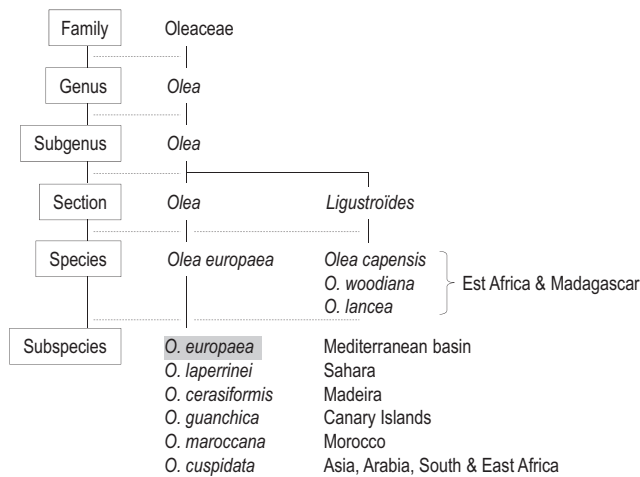 Family Oleaceae
Genus Olea
Subgenus Olea
Section Olea Ligustroïdes
Species Olea europaea Olea capensis
O. woodiana Est Africa & Madagascar
O. lancea
Subspecies O. europaea Mediterranean basin
O. laperrinei Sahara
O. cerasiformis Madeira
O. guanchica Canary Islands
O. maroccana Morocco
O. cuspidata Asia, Arabia, South & East Africa